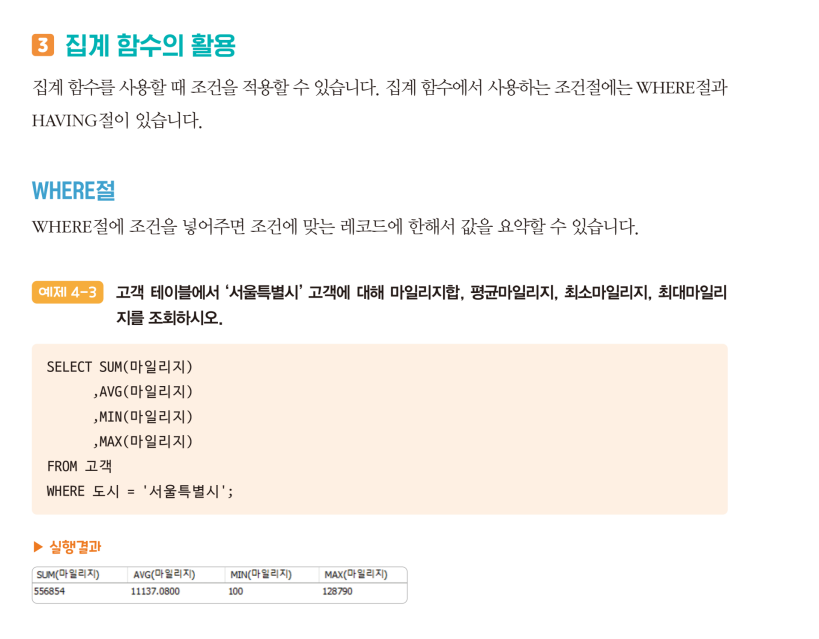 3 집계 함수의 활용
집계 함수를 사용할 때 조건을 적용할 수 있습니다. 집계 함수에서 사용하는 조건절에는 WHERE절과
HAVING절이 있습니다.
WHERE절
WHERE절에 조건을 넣어주면 조건에 맞는 레코드에 한해서 값을 요약할 수 있습니다.
예제 4-3 고객 테이블에서 ‘서울특별시’ 고객에 대해 마일리지합, 평균마일리지, 최소마일리지, 최대마일리
지를 조회하시오.
SELECT SUM(마일리지)
,AVG(마일리지)
,MIN(마일리지)
,MAX(마일리지)
FROM 고객
WHERE 도시 = '서울특별시';
▶ 실행결과
SUM(마일리지) AVG(마일리지) MIN(마일리지) MAX(마일리지)
556854 11137.0800 100 128790